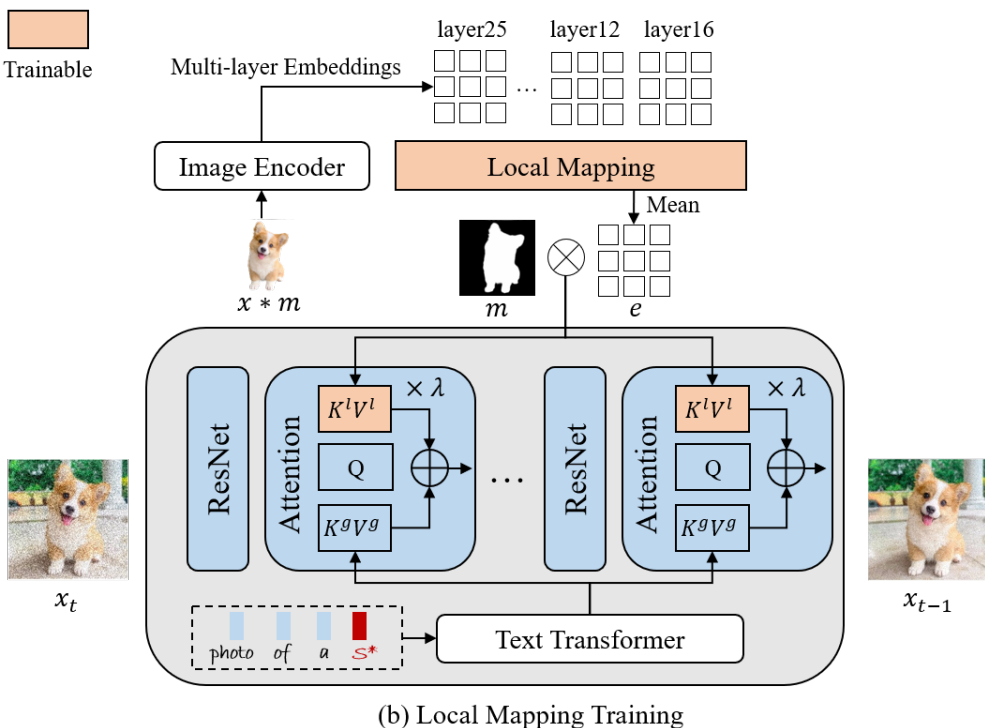 Trainable
layer25
layer12
layer16
Multi-layer Embeddings
...
Image Encoder
Local Mapping
Mean
x * m
m
e
ResNet
Attention
K^l V^l
× λ
Q
K^g V^g
...
ResNet
Attention
K^l V^l
× λ
Q
K^g V^g
x_t
x_{t−1}
photo of a S*
Text Transformer
(b) Local Mapping Training